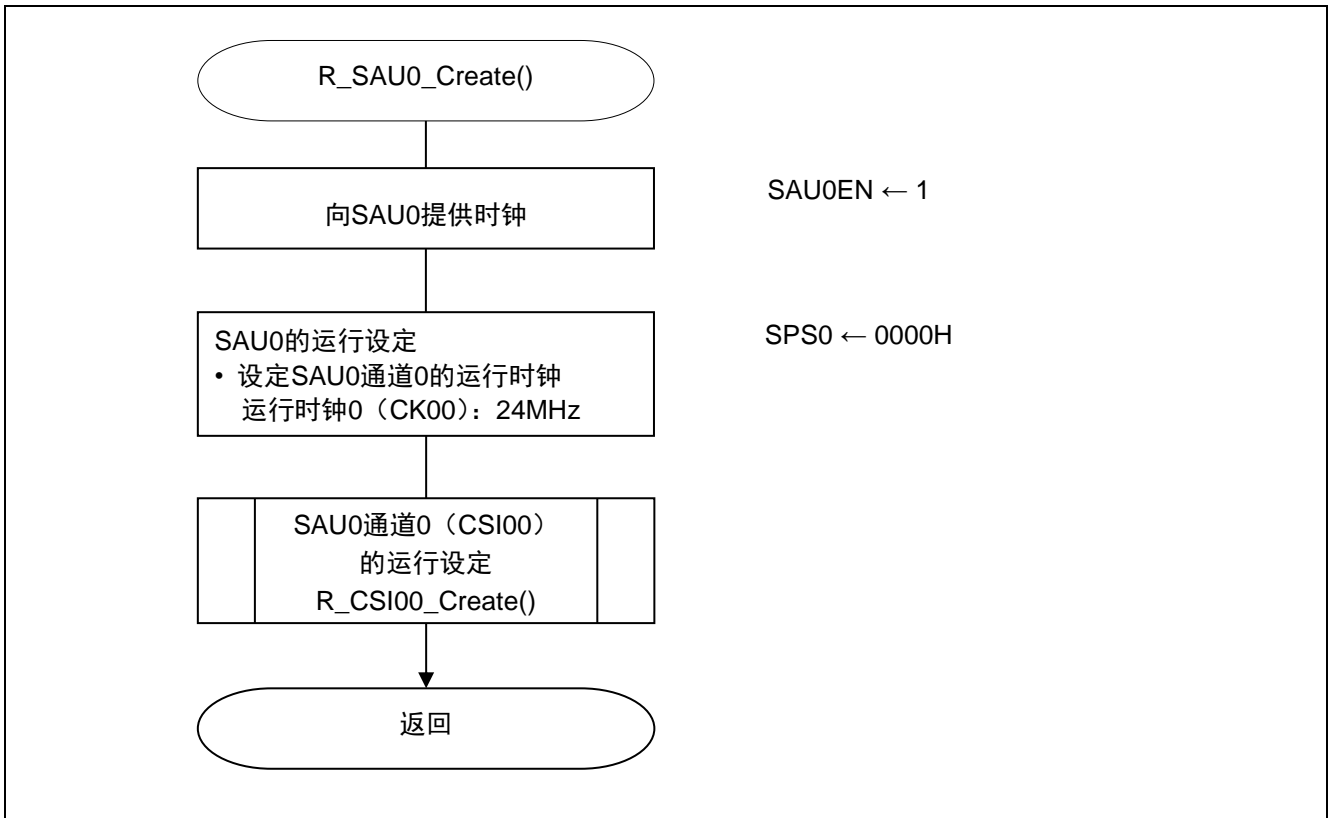 R_SAU0_Create()
向SAU0提供时钟
SAU0EN ← 1
SAU0的运行设定
• 设定SAU0通道0的运行时钟
运行时钟0（CK00）：24MHz
SPS0 ← 0000H
SAU0通道0（CSI00）
的运行设定
R_CSI00_Create()
返回